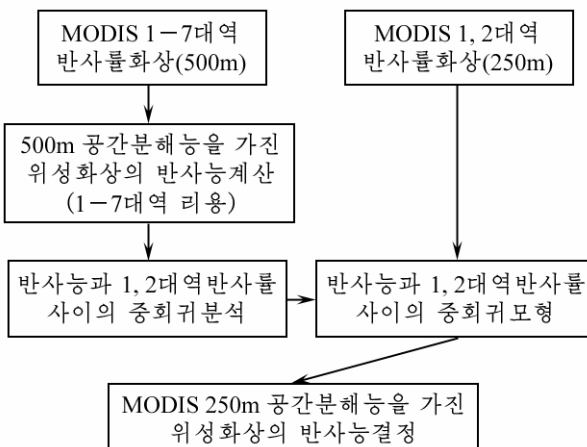 MODIS 1－7대역
반사률화상(500m)
MODIS 1, 2대역
반사률화상(250m)
500m 공간분해능을 가진
위성화상의 반사능계산
(1－7대역 리용)
반사능과 1, 2대역반사률
사이의 중회귀분석
반사능과 1, 2대역반사률
사이의 중회귀모형
MODIS 250m 공간분해능을 가진
위성화상의 반사능결정